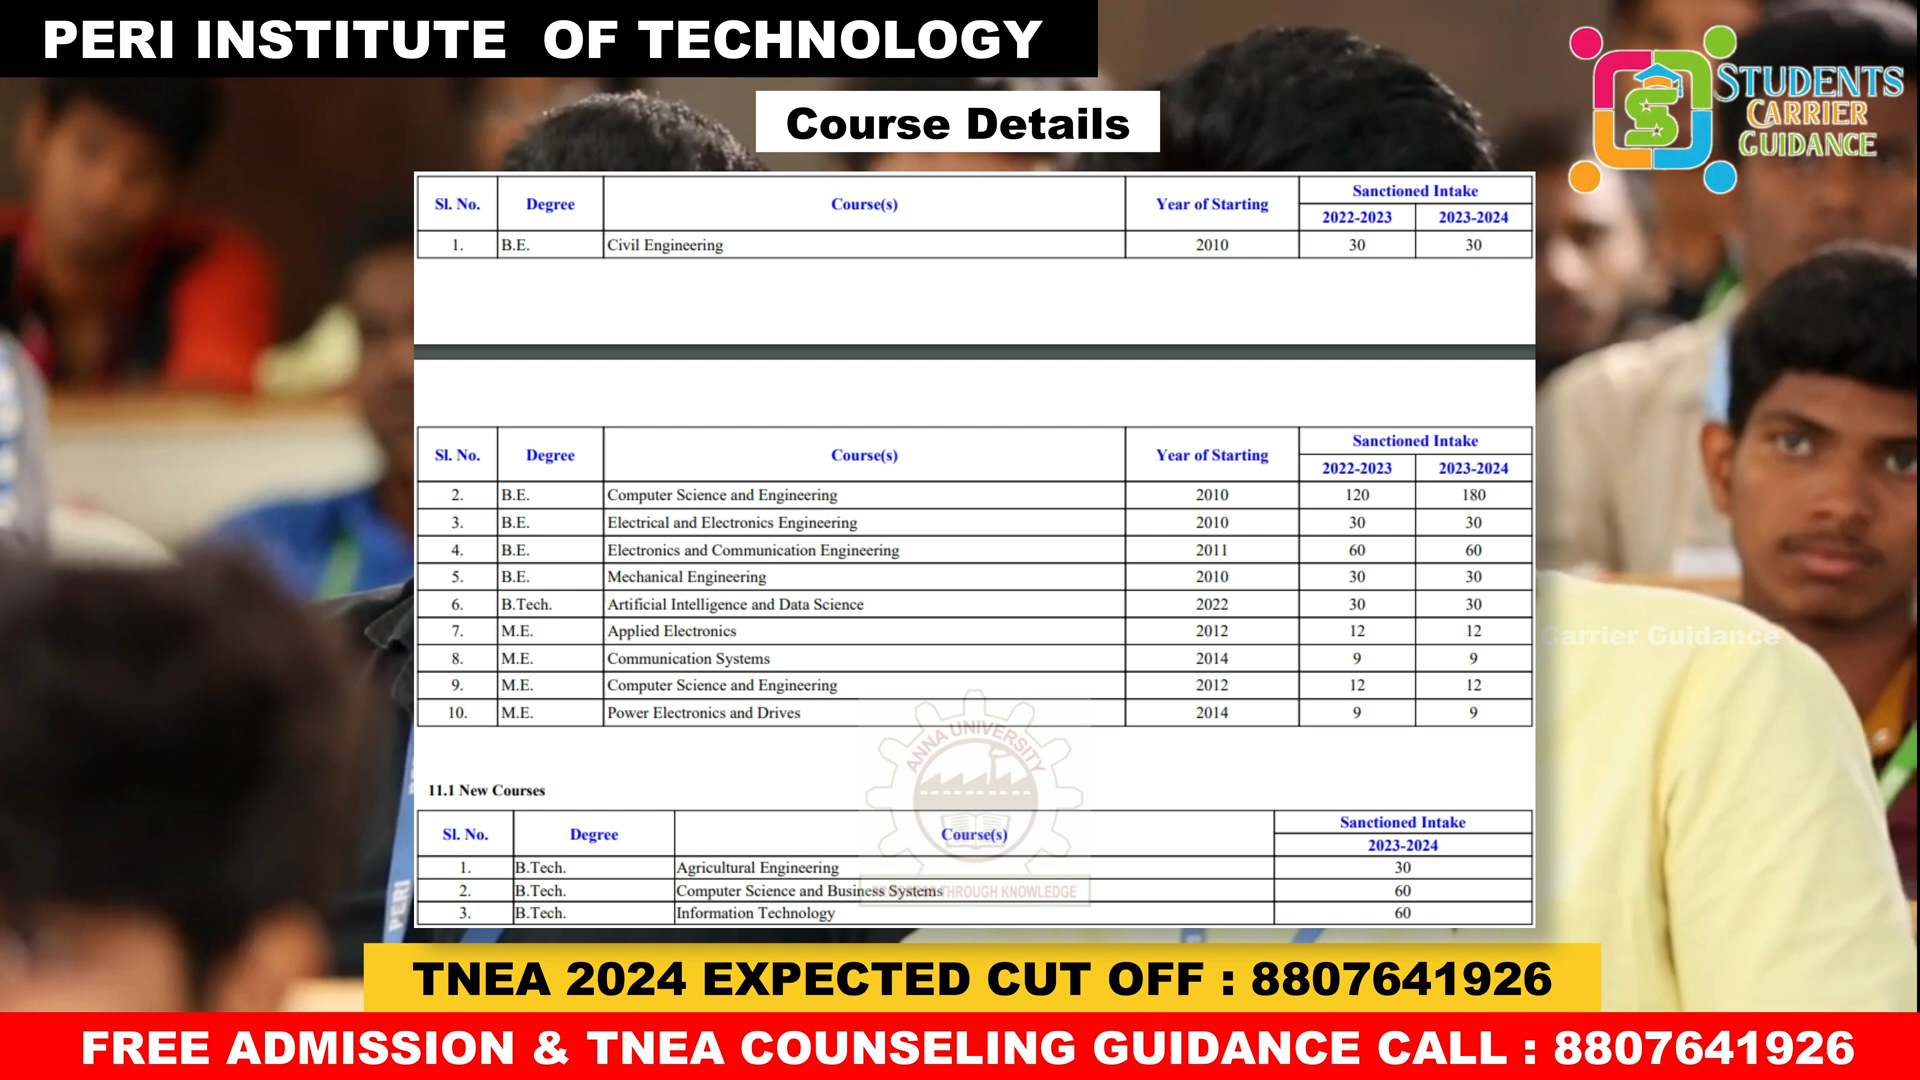 PERI INSTITUTE OF TECHNOLOGY
STUDENTS
CARRIER
GUIDANCE
Course Details
Sl. No. Degree Course(s) Year of Starting Sanctioned Intake
2022-2023 2023-2024
1. B.E. Civil Engineering 2010 30 30
Sl. No. Degree Course(s) Year of Starting Sanctioned Intake
2022-2023 2023-2024
2. B.E. Computer Science and Engineering 2010 120 180
3. B.E. Electrical and Electronics Engineering 2010 30 30
4. B.E. Electronics and Communication Engineering 2011 60 60
5. B.E. Mechanical Engineering 2010 30 30
6. B.Tech. Artificial Intelligence and Data Science 2022 30 30
7. M.E. Applied Electronics 2012 12 12
Carrier Guidance
8. M.E. Communication Systems 2014 9 9
9. M.E. Computer Science and Engineering 2012 12 12
10. M.E. Power Electronics and Drives 2014 9 9
ANNA UNIVERSITY
11.1 New Courses
Sl. No. Degree Course(s) Sanctioned Intake
2023-2024
1. B.Tech. Agricultural Engineering 30
2. B.Tech. Computer Science and Business Systems 60
THROUGH KNOWLEDGE
3. B.Tech. Information Technology 60
PERI
TNEA 2024 EXPECTED CUT OFF : 8807641926
FREE ADMISSION & TNEA COUNSELING GUIDANCE CALL : 8807641926